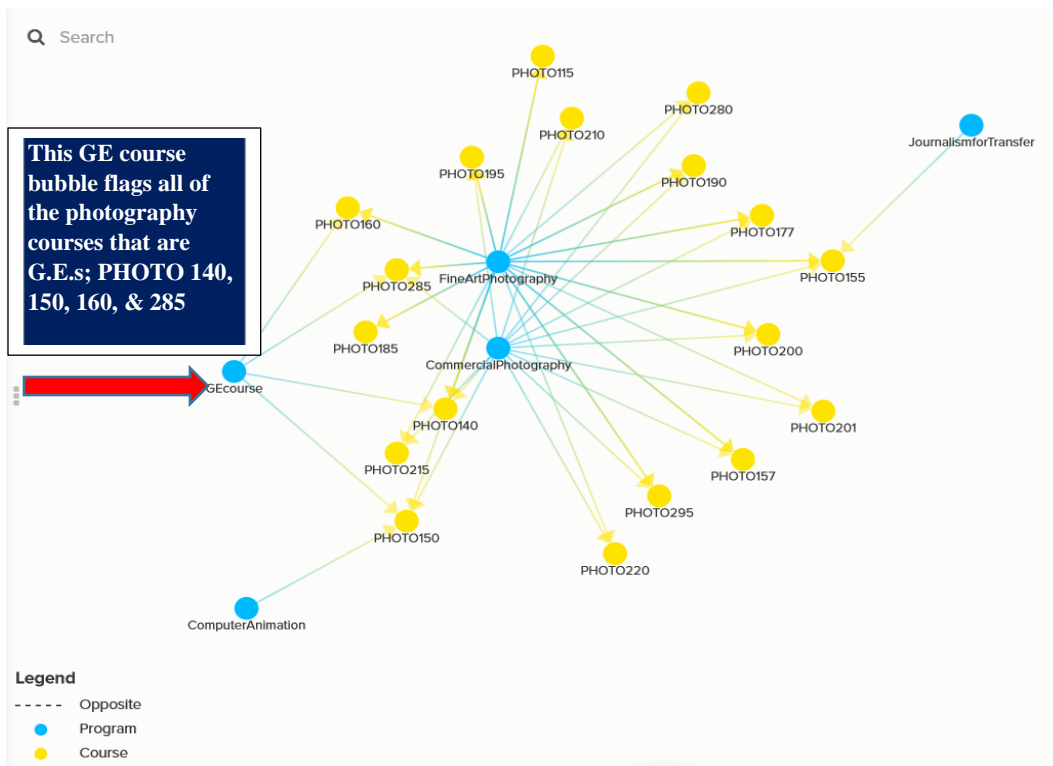 Search
PHOTO115
PHOTO280
PHOTO210
JournalismforTransfer
This GE course
bubble flags all of
the photography
courses that are
G.E.s; PHOTO 140,
150, 160, & 285
PHOTO195
PHOTO190
PHOTO160
PHOTO177
FineArtPhotography
PHOTO155
PHOTO285
PHOTO185
PHOTO200
CommercialPhotography
GEcourse
PHOTO140
PHOTO201
PHOTO215
PHOTO157
PHOTO295
PHOTO150
PHOTO220
ComputerAnimation
Legend
Opposite
Program
Course